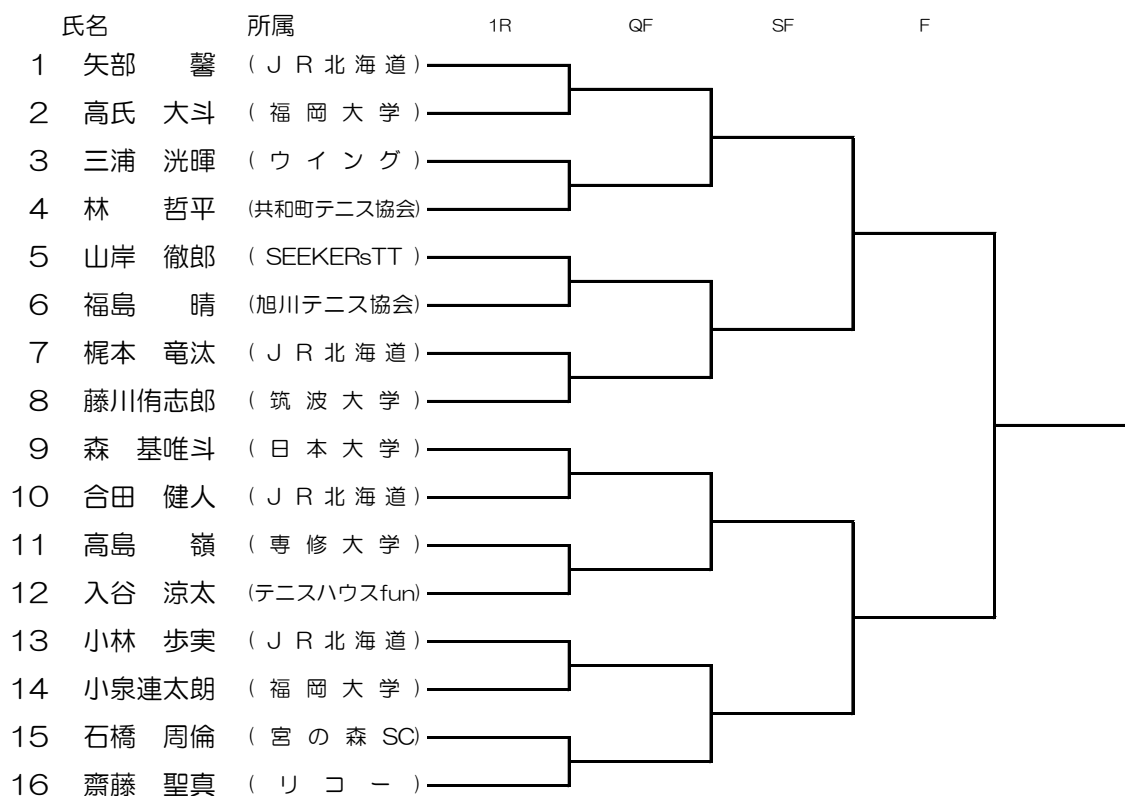 氏名 所属 1R QF SF F
1 矢部 馨 (JR北海道)
2 高氏 大斗 (福岡大学)
3 三浦 洸暉 (ウイング)
4 林 哲平 (共和町テニス協会)
5 山岸 徹郎 (SEEKERsTT)
6 福島 晴 (旭川テニス協会)
7 梶本 竜汰 (JR北海道)
8 藤川侑志郎 (筑波大学)
9 森 基唯斗 (日本大学)
10 合田 健人 (JR北海道)
11 高島 嶺 (専修大学)
12 入谷 涼太 (テニスハウスfun)
13 小林 歩実 (JR北海道)
14 小泉連太朗 (福岡大学)
15 石橋 周倫 (宮の森SC)
16 齋藤 聖真 (リコー)